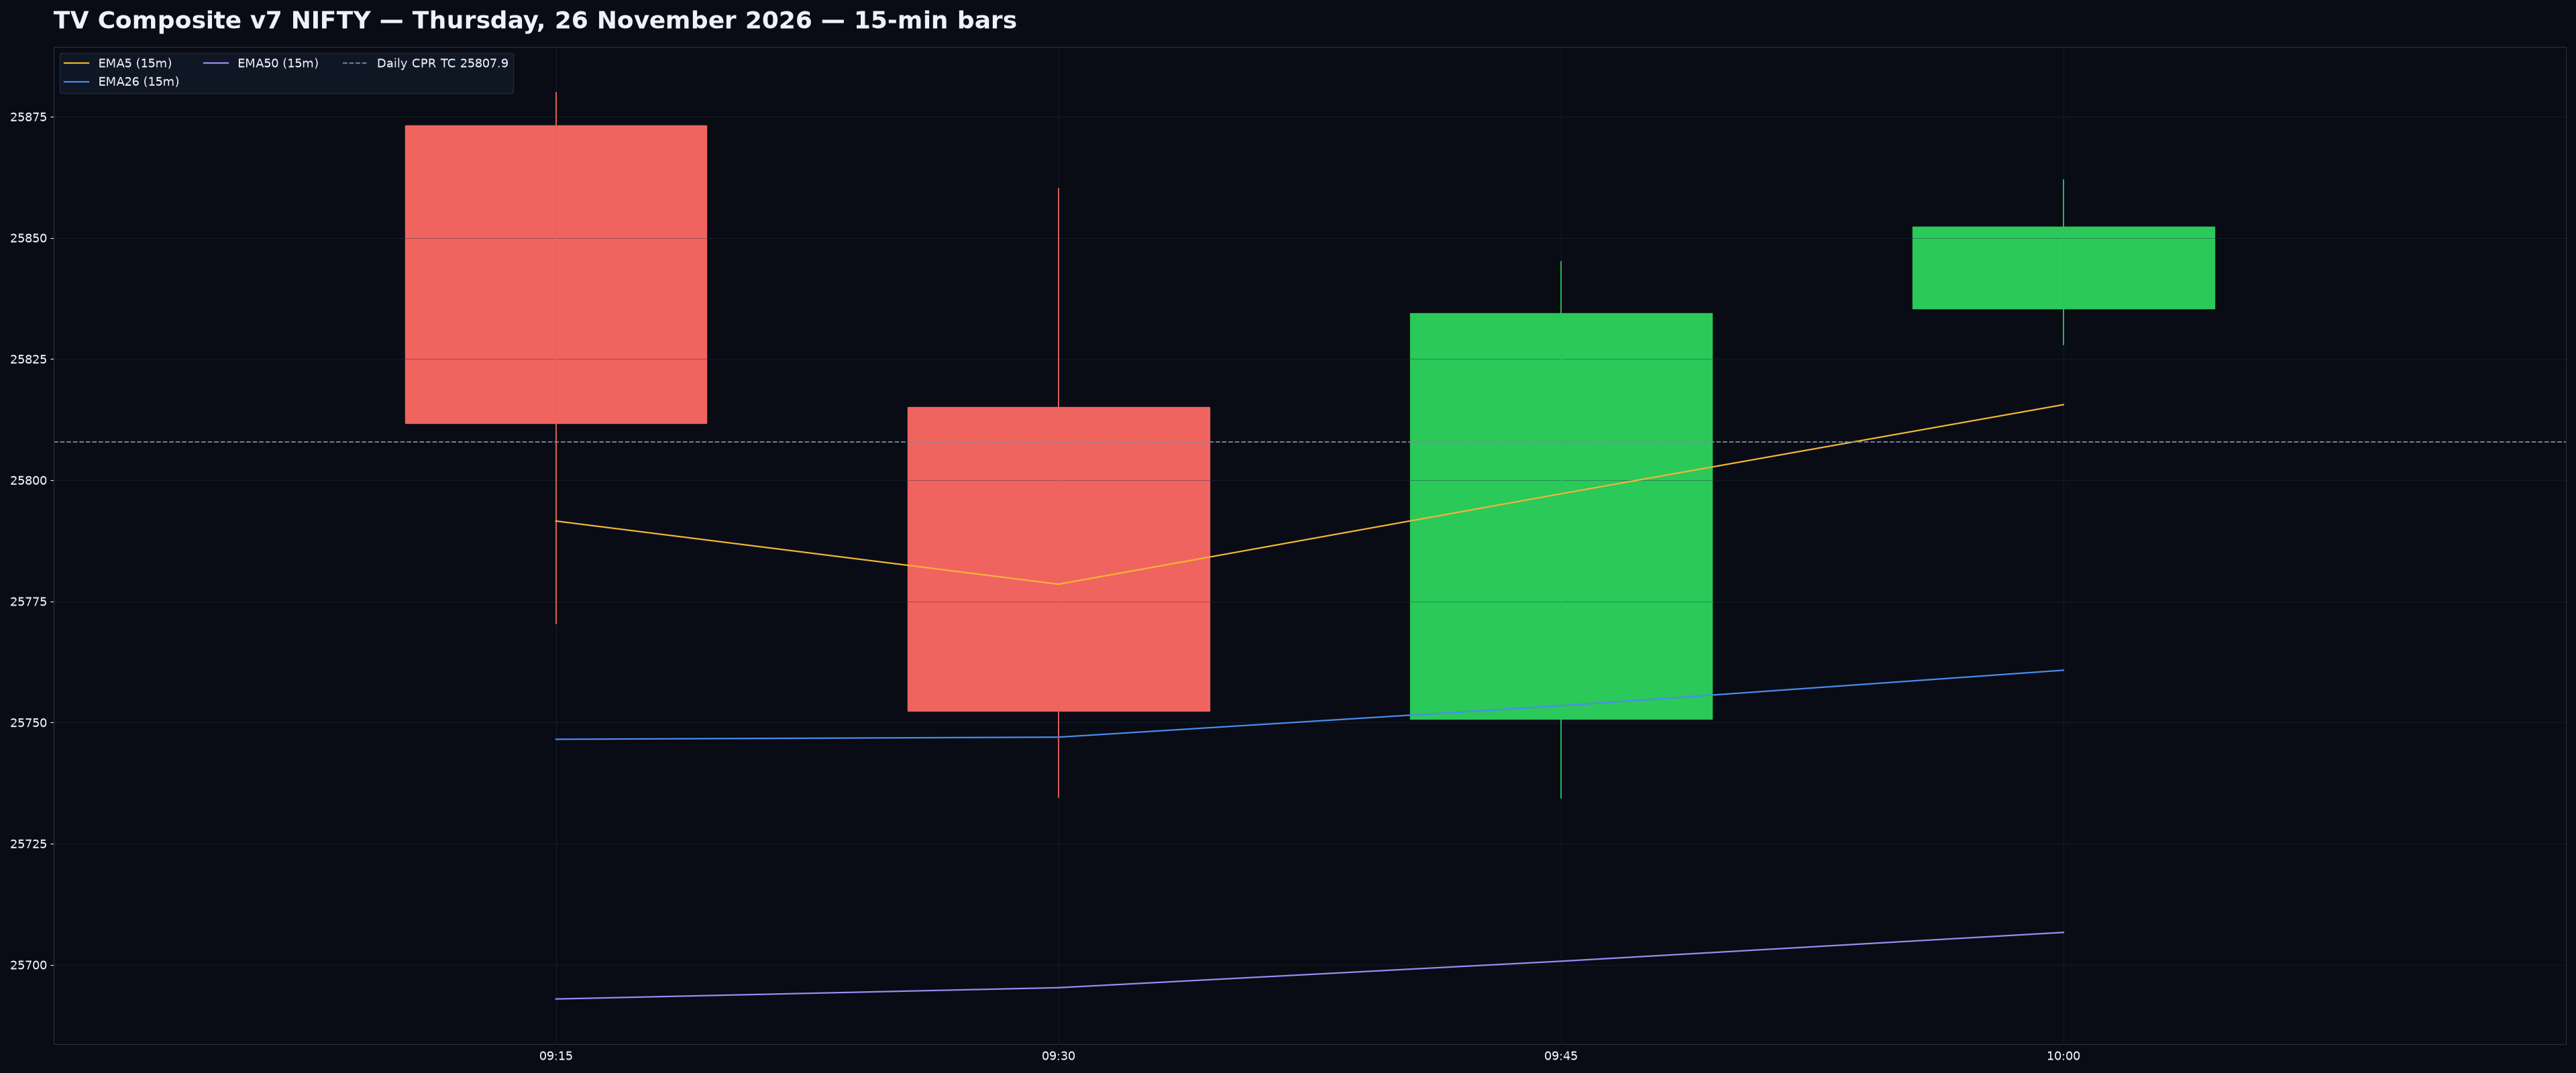 TV Composite v7 NIFTY — Thursday, 26 November 2026 — 15-min bars
EMA5 (15m) EMA50 (15m) Daily CPR TC 25807.9
EMA26 (15m)
25875
25850
25825
25800
25775
25750
25725
25700
09:15 09:30 09:45 10:00